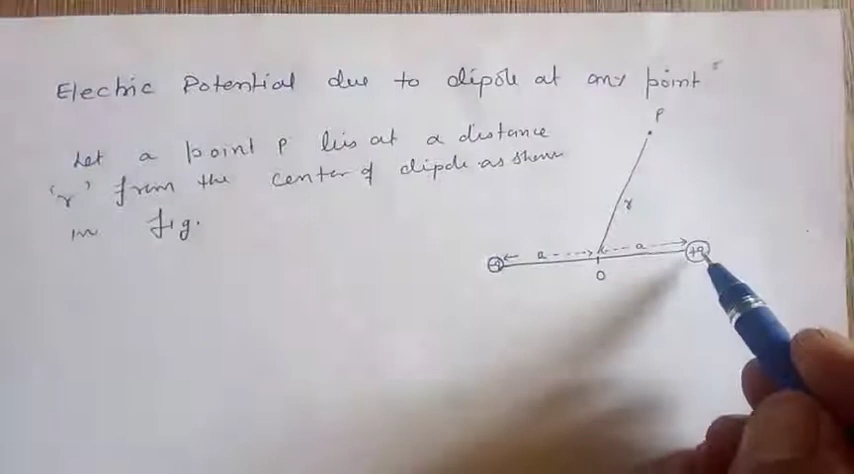 Electric Potential due to dipole at any point
Let a point P lis at a distance
'r' from the center of dipole as shown
in fig.
P
r
a
a
-q
+q
O